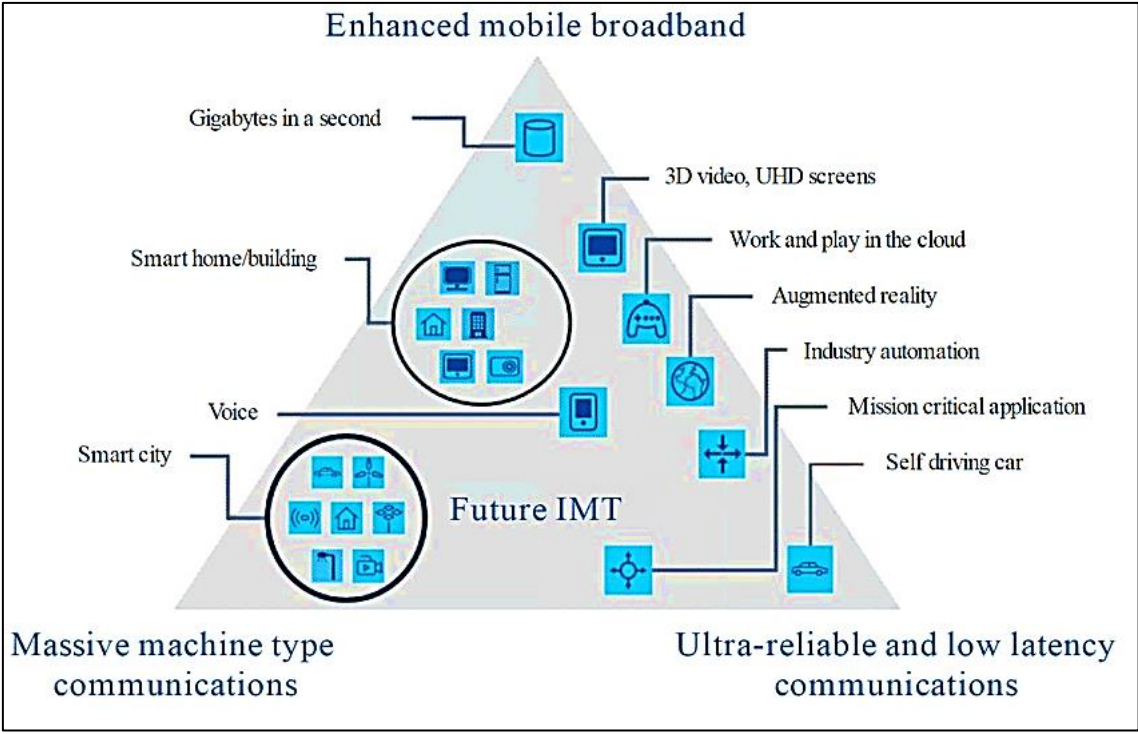 Enhanced mobile broadband
Gigabytes in a second
3D video, UHD screens
Work and play in the cloud
Smart home/building
Augmented reality
Industry automation
Voice
Mission critical application
Smart city
Self driving car
Future IMT
Massive machine type
communications
Ultra-reliable and low latency
communications